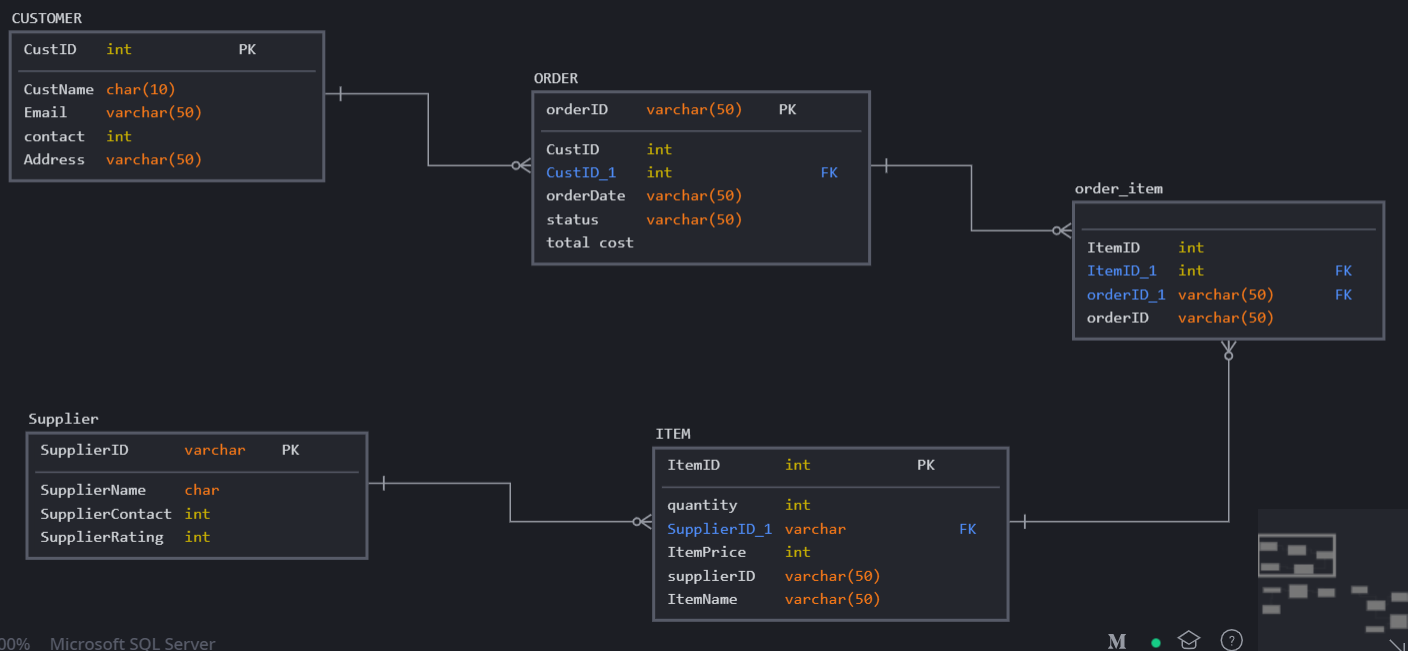 CUSTOMER
CustID int PK
CustName char(10)
Email varchar(50)
contact int
Address varchar(50)
ORDER
orderID varchar(50) PK
CustID int
CustID_1 int FK
orderDate varchar(50)
status varchar(50)
total cost
order_item
ItemID int
ItemID_1 int FK
orderID_1 varchar(50) FK
orderID varchar(50)
Supplier
SupplierID varchar PK
SupplierName char
SupplierContact int
SupplierRating int
ITEM
ItemID int PK
quantity int
SupplierID_1 varchar FK
ItemPrice int
supplierID varchar(50)
ItemName varchar(50)
00% Microsoft SQL Server
M ?